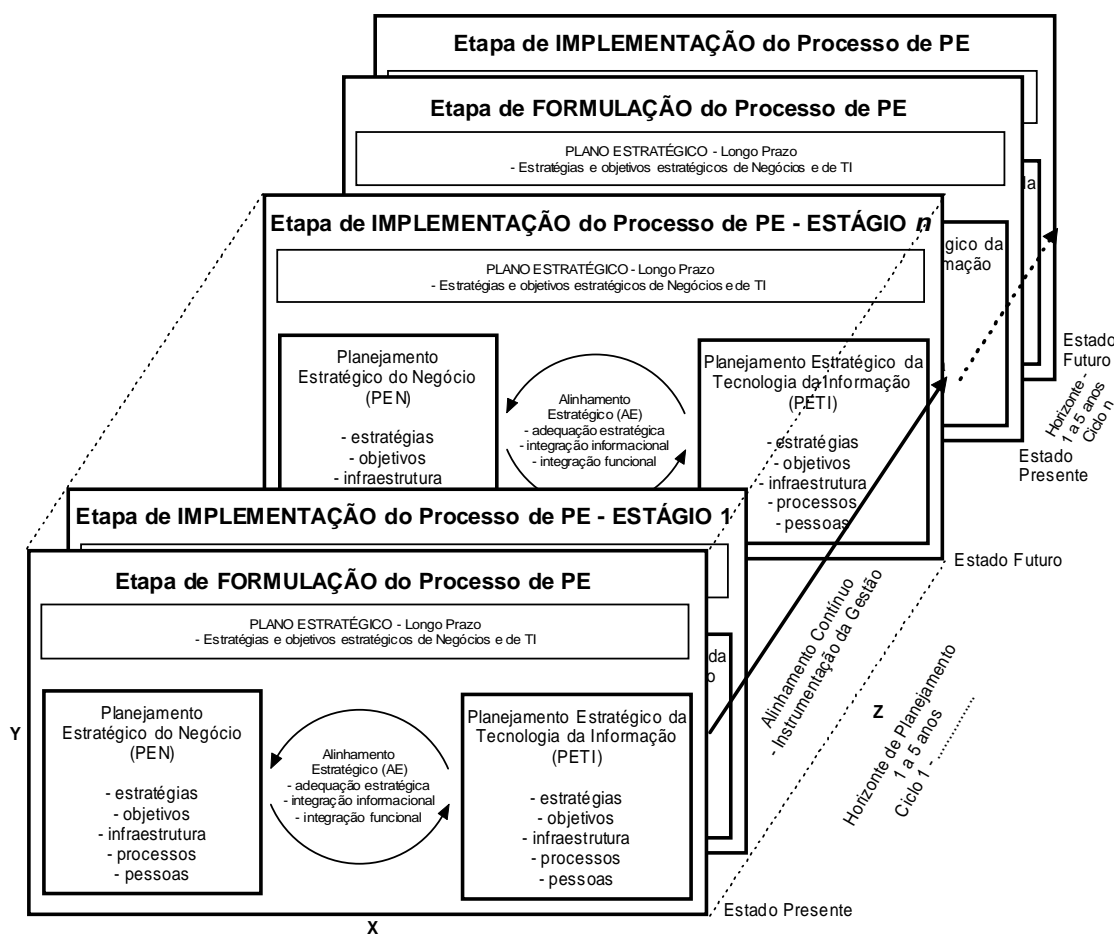 Etapa de IMPLEMENTAÇÃO do Processo de PE
Etapa de FORMULAÇÃO do Processo de PE
PLANO ESTRATÉGICO - Longo Prazo
- Estratégias e objetivos estratégicos de Negócios e de TI
Etapa de IMPLEMENTAÇÃO do Processo de PE - ESTÁGIO n
PLANO ESTRATÉGICO - Longo Prazo
- Estratégias e objetivos estratégicos de Negócios e de TI
Planejamento
Estratégico do Negócio
(PEN)
- estratégias
- objetivos
- infraestrutura
Alinhamento
Estratégico (AE)
- adequação estratégica
- integração informacional
- integração funcional
Planejamento Estratégico da
Tecnologia da Informação
(PETI)
- estratégias
- objetivos
- infraestrutura
- processos
- pessoas
Estado
Futuro
Horizonte -
1 a 5 anos
Ciclo n
Estado
Presente
Etapa de IMPLEMENTAÇÃO do Processo de PE - ESTÁGIO 1
Etapa de FORMULAÇÃO do Processo de PE
PLANO ESTRATÉGICO - Longo Prazo
- Estratégias e objetivos estratégicos de Negócios e de TI
Planejamento
Estratégico do Negócio
(PEN)
- estratégias
- objetivos
- infraestrutura
- processos
- pessoas
Alinhamento
Estratégico (AE)
- adequação estratégica
- integração informacional
- integração funcional
Planejamento Estratégico da
Tecnologia da Informação
(PETI)
- estratégias
- objetivos
- infraestrutura
- processos
- pessoas
Estado Futuro
Alinhamento Contínuo
- Instrumentação da Gestão
Z
Horizonte de Planejamento
1 a 5 anos
Ciclo 1 - ............
Y
X
Estado Presente